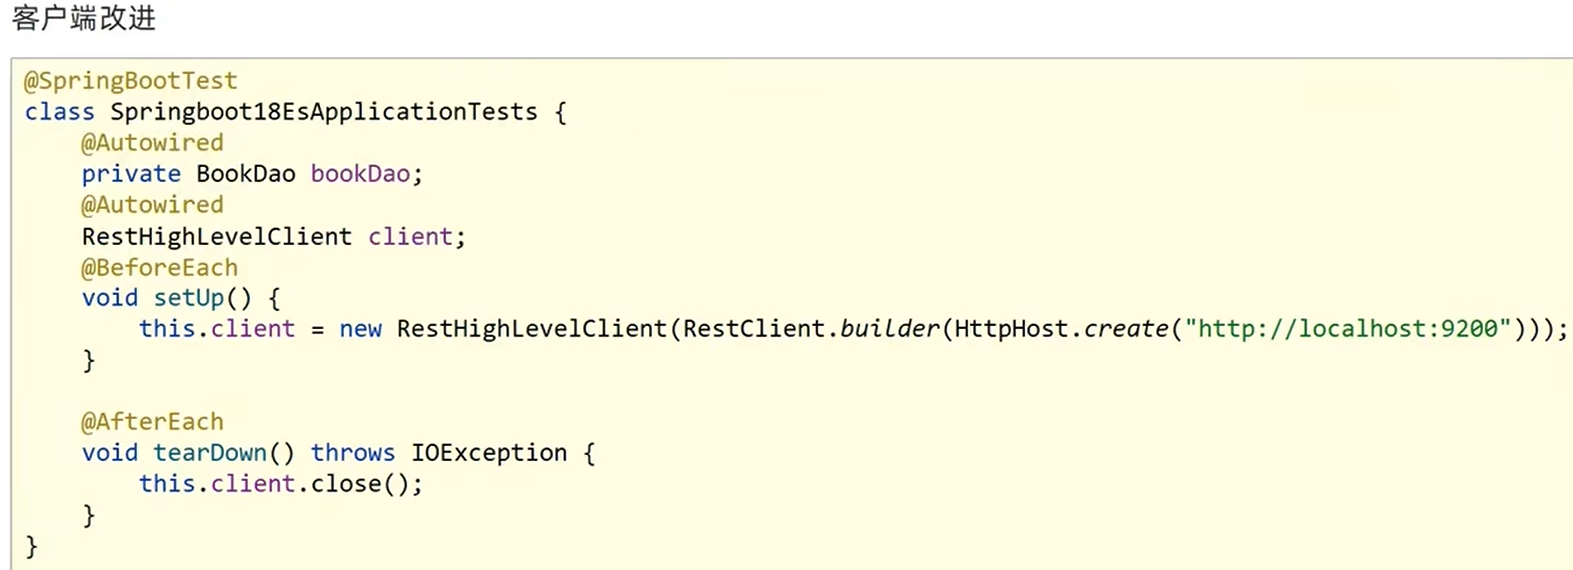 客户端改进
@SpringBootTest
class Springboot18EsApplicationTests {
    @Autowired
    private BookDao bookDao;
    @Autowired
    RestHighLevelClient client;
    @BeforeEach
    void setUp() {
        this.client = new RestHighLevelClient(RestClient.builder(HttpHost.create("http://localhost:9200")));
    }
    @AfterEach
    void tearDown() throws IOException {
        this.client.close();
    }
}